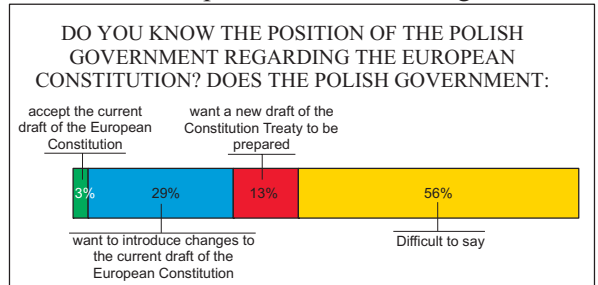 DO YOU KNOW THE POSITION OF THE POLISH
GOVERNMENT REGARDING THE EUROPEAN
CONSTITUTION? DOES THE POLISH GOVERNMENT:
accept the current
draft of the European
Constitution
want a new draft of the
Constitution Treaty to be
prepared
3%
29%
13%
56%
want to introduce changes to
the current draft of the
European Constitution
Difficult to say